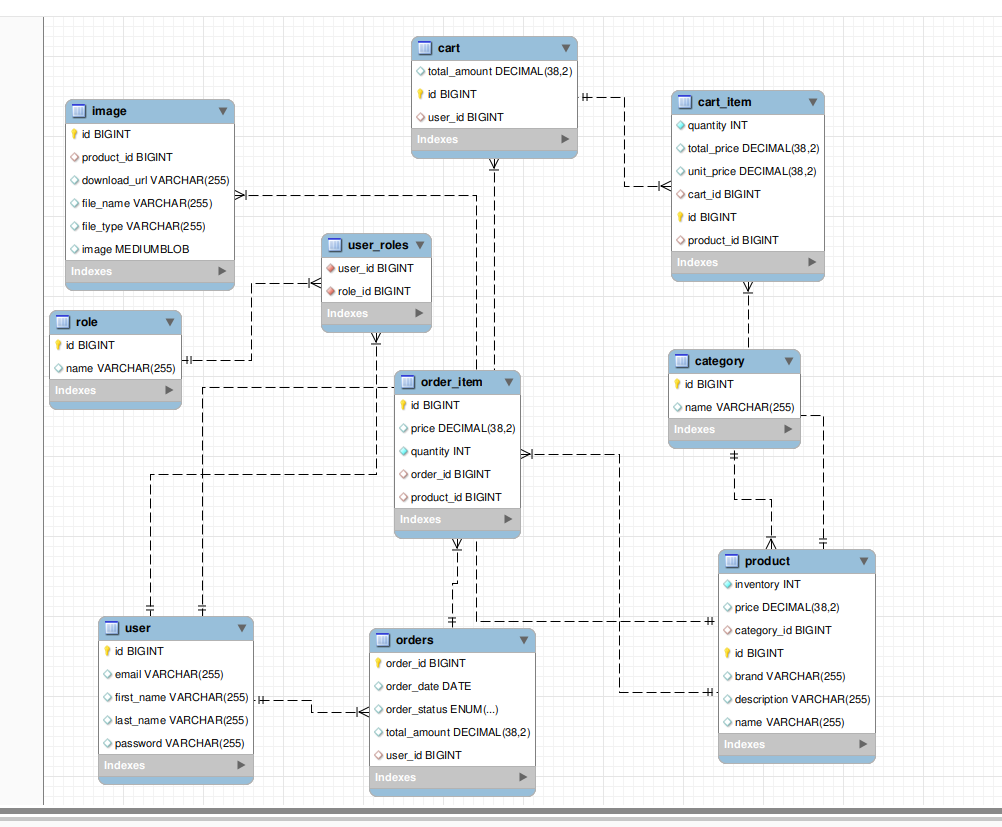 cart
total_amount DECIMAL(38,2)
id BIGINT
user_id BIGINT
Indexes
image
id BIGINT
product_id BIGINT
download_url VARCHAR(255)
file_name VARCHAR(255)
file_type VARCHAR(255)
image MEDIUMBLOB
Indexes
cart_item
quantity INT
total_price DECIMAL(38,2)
unit_price DECIMAL(38,2)
cart_id BIGINT
id BIGINT
product_id BIGINT
Indexes
user_roles
user_id BIGINT
role_id BIGINT
Indexes
role
id BIGINT
name VARCHAR(255)
Indexes
order_item
id BIGINT
price DECIMAL(38,2)
quantity INT
order_id BIGINT
product_id BIGINT
Indexes
category
id BIGINT
name VARCHAR(255)
Indexes
product
inventory INT
price DECIMAL(38,2)
category_id BIGINT
id BIGINT
brand VARCHAR(255)
description VARCHAR(255)
name VARCHAR(255)
Indexes
user
id BIGINT
email VARCHAR(255)
first_name VARCHAR(255)
last_name VARCHAR(255)
password VARCHAR(255)
Indexes
orders
order_id BIGINT
order_date DATE
order_status ENUM(...)
total_amount DECIMAL(38,2)
user_id BIGINT
Indexes